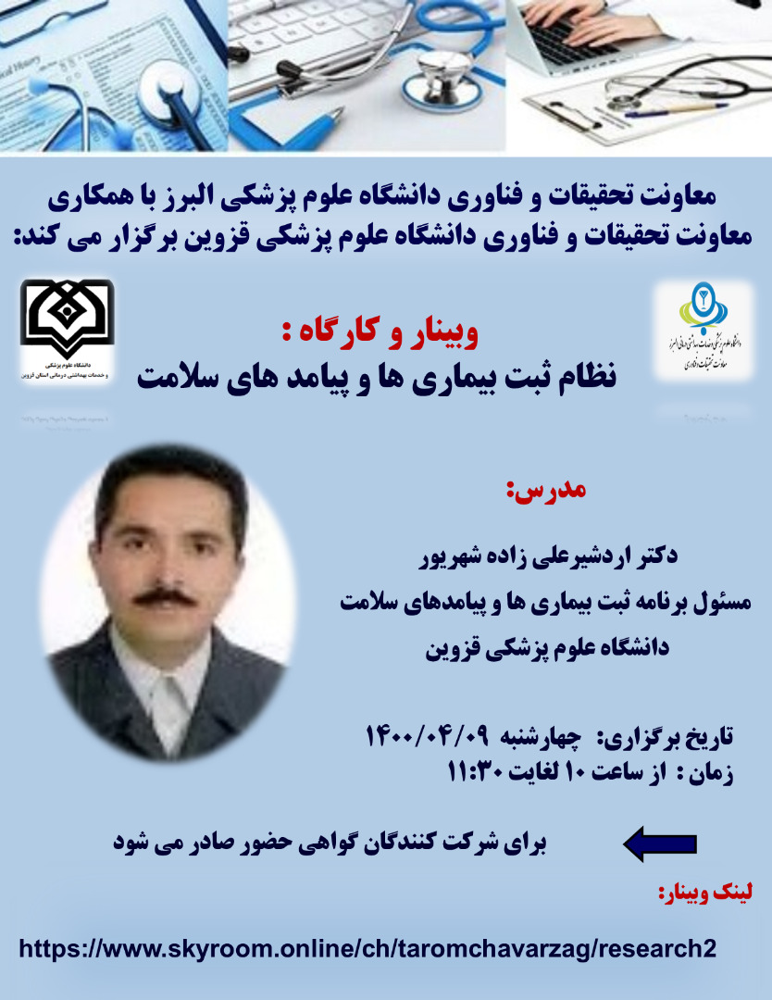 معاونت تحقیقات و فناوری دانشگاه علوم پزشکی البرز با همکاری
معاونت تحقیقات و فناوری دانشگاه علوم پزشکی قزوین برگزار می کند:
دانشگاه علوم پزشکی و خدمات بهداشتی درمانی البرز
معاونت تحقیقات و فناوری
دانشگاه علوم پزشکی
و خدمات بهداشتی درمانی استان قزوین
وبینار و کارگاه :
نظام ثبت بیماری ها و پیامد های سلامت
مدرس:
دکتر اردشیرعلی زاده شهریور
مسئول برنامه ثبت بیماری ها و پیامدهای سلامت
دانشگاه علوم پزشکی قزوین
تاریخ برگزاری: چهارشنبه ۱۴۰۰/۰۴/۰۹
زمان : از ساعت ۱۰ لغایت ۱۱:۳۰
برای شرکت کنندگان گواهی حضور صادر می شود
لینک وبینار:
https://www.skyroom.online/ch/taromchavarzag/research2